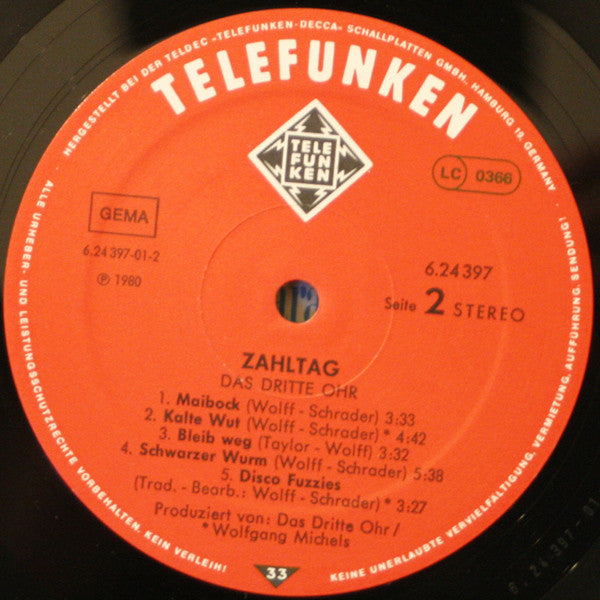 HERGESTELLT BEI DER TELDEC »TELEFUNKEN-DECCA« SCHALLPLATTEN GMBH., HAMBURG 19, GERMANY
TELEFUNKEN
TELE
FUN
KEN
LC 0366
GEMA
6.24 397-01-2
Ⓟ 1980
6.24397
Seite 2 STEREO
ZAHLTAG
DAS DRITTE OHR
1. Maibock (Wolff - Schrader) 3:33
2. Kalte Wut (Wolff - Schrader) * 4:42
3. Bleib weg (Taylor - Wolff) 3:32
4. Schwarzer Wurm (Wolff - Schrader) 5:38
5. Disco Fuzzies
(Trad. - Bearb.: Wolff - Schrader) * 3:27
Produziert von: Das Dritte Ohr /
*Wolfgang Michels
33
ALLE URHEBER- UND LEISTUNGSSCHUTZRECHTE VORBEHALTEN. KEIN VERLEIH!
KEINE UNERLAUBTE VERVIELFÄLTIGUNG, VERMIETUNG, AUFFÜHRUNG, SENDUNG!
6.24 397-01